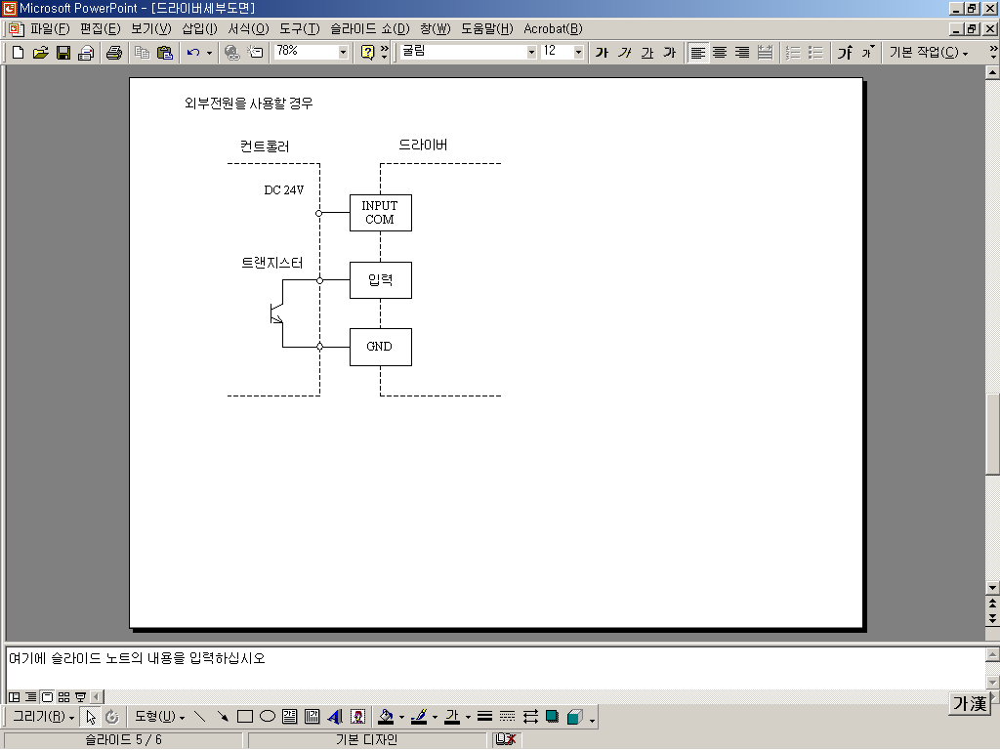 Microsoft PowerPoint - [드라이버세부도면]
파일(F) 편집(E) 보기(V) 삽입(I) 서식(O) 도구(T) 슬라이드 쇼(D) 창(W) 도움말(H) Acrobat(B)
78% 굴림 12 가 가 가 가 가 가 기본 작업(C)
외부전원을 사용할 경우
컨트롤러 드라이버
DC 24V
INPUT
COM
트랜지스터
입력
GND
여기에 슬라이드 노트의 내용을 입력하십시오
가漢
그리기(R) 도형(U) 가
슬라이드 5 / 6 기본 디자인